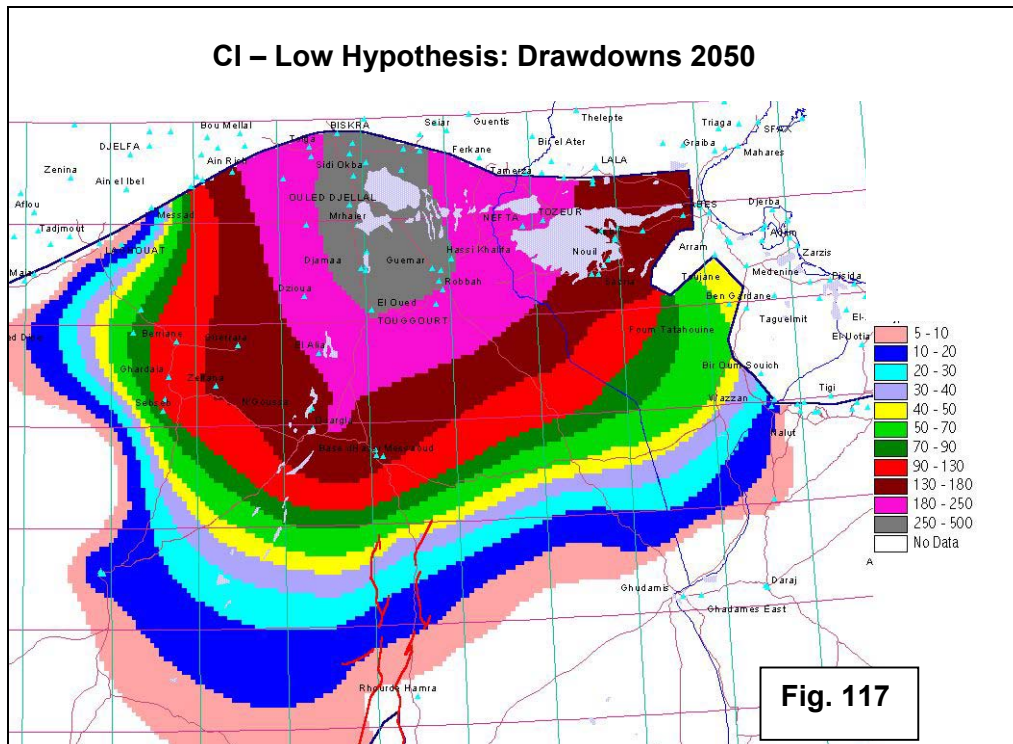 CI – Low Hypothesis: Drawdowns 2050
Thelepte
Bou Mellal
BISKRA
Seiar
Guentis
Triaga
SFAX
DJELFA
Tolga
Bir el Ater
Graiba
Mahares
Zenina
Ain Rich
Sidi Okba
Ferkane
LALA
Ain el Ibel
Tamerza
Aflou
OULED DJELLAL
Djerba
Messad
Mrhaier
NEFTA
TOZEUR
Tadjmout
Arram
Zarzis
Djamaa
Guemar
Hassi Khalifa
Nouil
Medenine
Dzioua
Robbah
Ben Gardane
El Oued
Taguelmit
TOUGGOURT
Foum Tatahouine
Berriane
El Alia
Bir Oum Souich
Ghardaia
Tigi
Sebseb
N'Goussa
Wazzan
Nalut
Ghudamis
Daraj
Ghadames East
Rhourde Hamra
5 - 10
10 - 20
20 - 30
30 - 40
40 - 50
50 - 70
70 - 90
90 - 130
130 - 180
180 - 250
250 - 500
No Data
Fig. 117